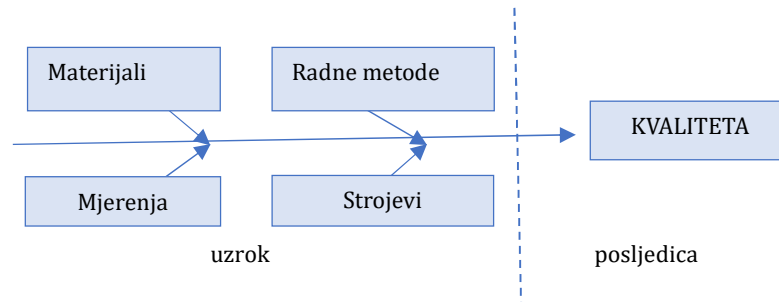 Materijali
Radne metode
KVALITETA
Mjerenja
Strojevi
uzrok
posljedica